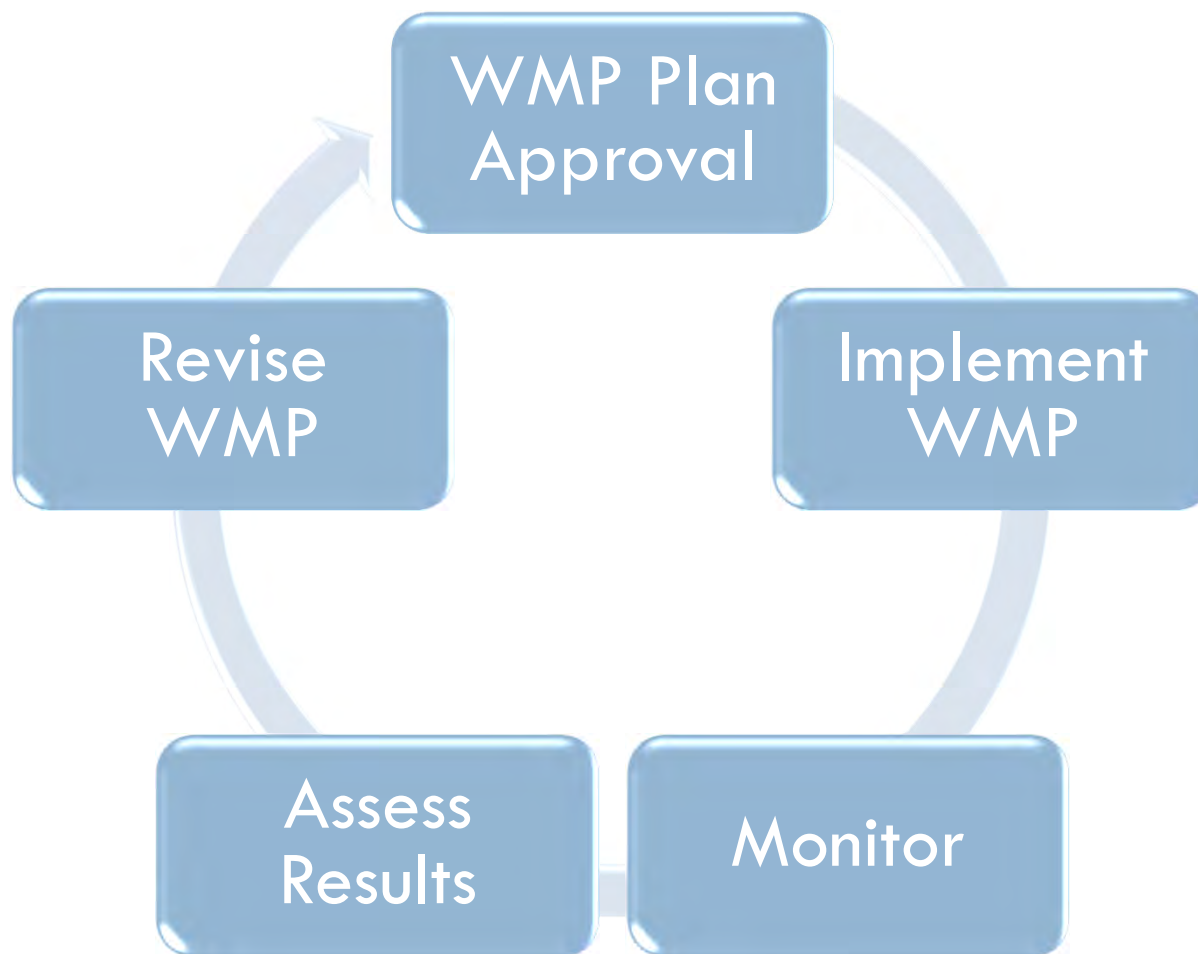 WMP Plan
Approval
Implement
WMP
Monitor
Assess
Results
Revise
WMP